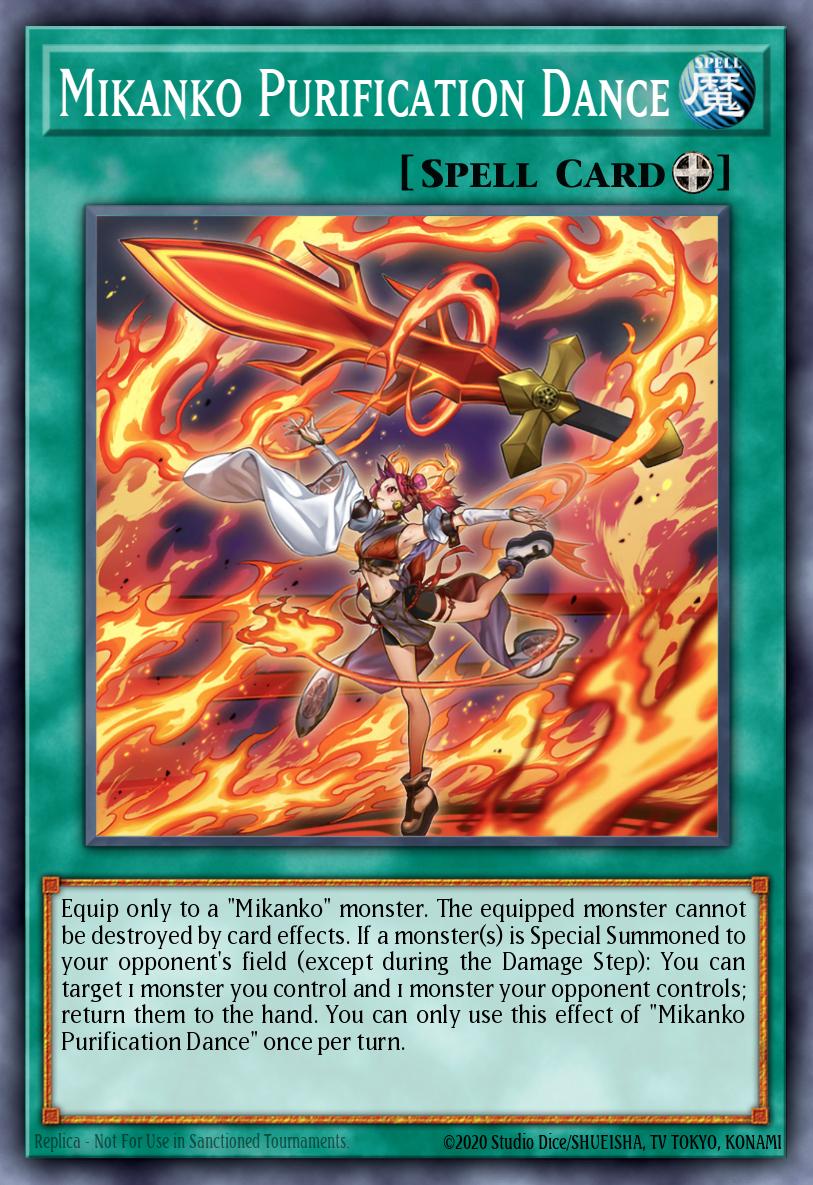 Mikanko Purification Dance
SPELL
魔
[Spell Card]
Equip only to a "Mikanko" monster. The equipped monster cannot
be destroyed by card effects. If a monster(s) is Special Summoned to
your opponent's field (except during the Damage Step): You can
target 1 monster you control and 1 monster your opponent controls;
return them to the hand. You can only use this effect of "Mikanko
Purification Dance" once per turn.
Replica - Not For Use in Sanctioned Tournaments.
©2020 Studio Dice/SHUEISHA, TV TOKYO, KONAMI